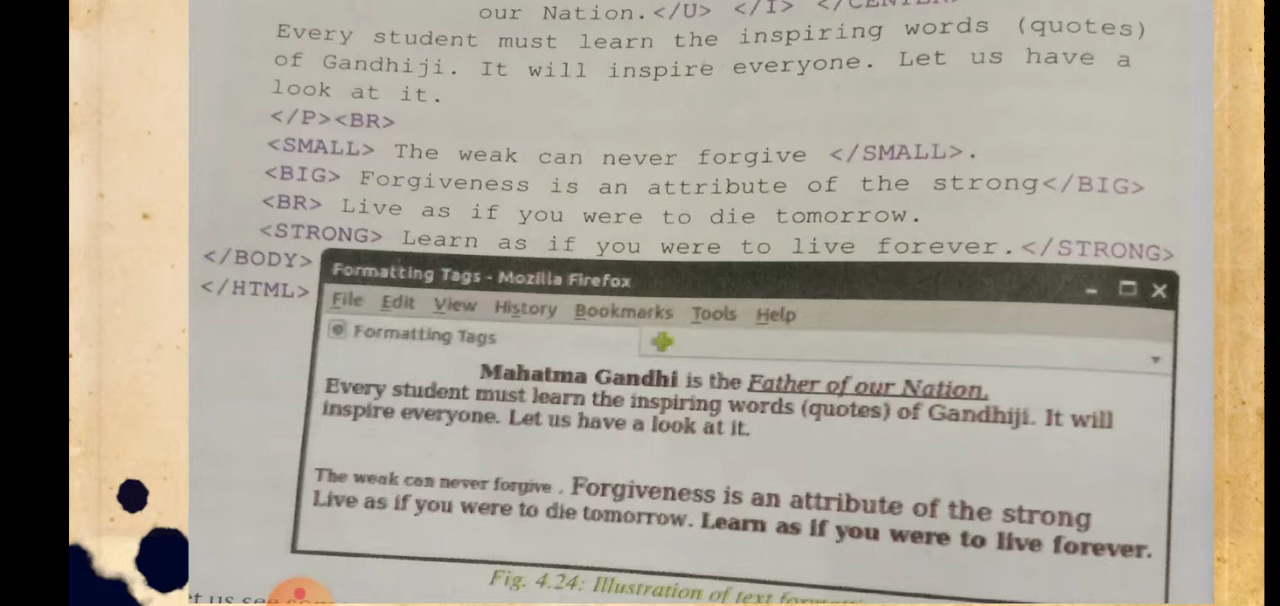 our Nation.</U> </I> </CENTER>
Every student must learn the inspiring words (quotes)
of Gandhiji. It will inspire everyone. Let us have a
look at it.
</P><BR>
<SMALL> The weak can never forgive </SMALL>.
<BIG> Forgiveness is an attribute of the strong</BIG>
<BR> Live as if you were to die tomorrow.
<STRONG> Learn as if you were to live forever.</STRONG>
</BODY>
</HTML>
Formatting Tags - Mozilla Firefox
File Edit View History Bookmarks Tools Help
Formatting Tags
Mahatma Gandhi is the Father of our Nation.
Every student must learn the inspiring words (quotes) of Gandhiji. It will
inspire everyone. Let us have a look at it.
The weak can never forgive . Forgiveness is an attribute of the strong
Live as if you were to die tomorrow. Learn as if you were to live forever.
Fig. 4.24: Illustration of text
us see